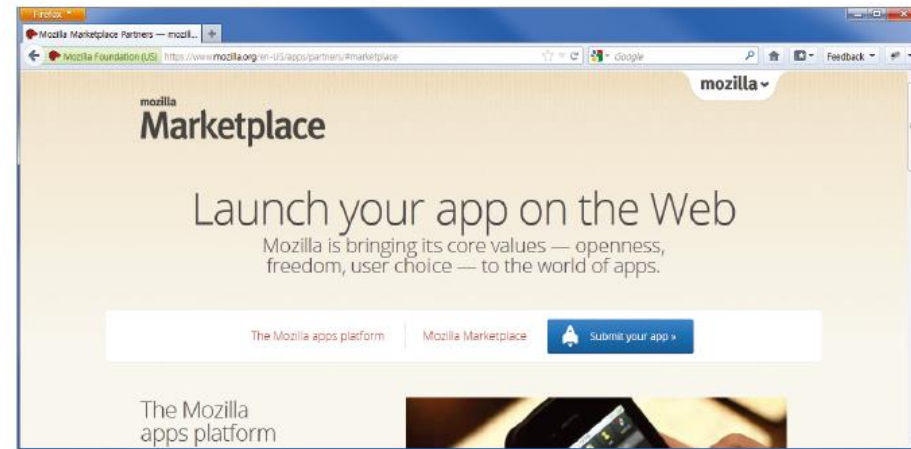 Firefox
Mozilla Marketplace Partners — mozill...
Mozilla Foundation (US) https://www.mozilla.org/en-US/apps/partners/#marketplace Google Feedback
mozilla
mozilla
Marketplace
Launch your app on the Web
Mozilla is bringing its core values — openness,
freedom, user choice — to the world of apps.
The Mozilla apps platform Mozilla Marketplace Submit your app »
The Mozilla
apps platform